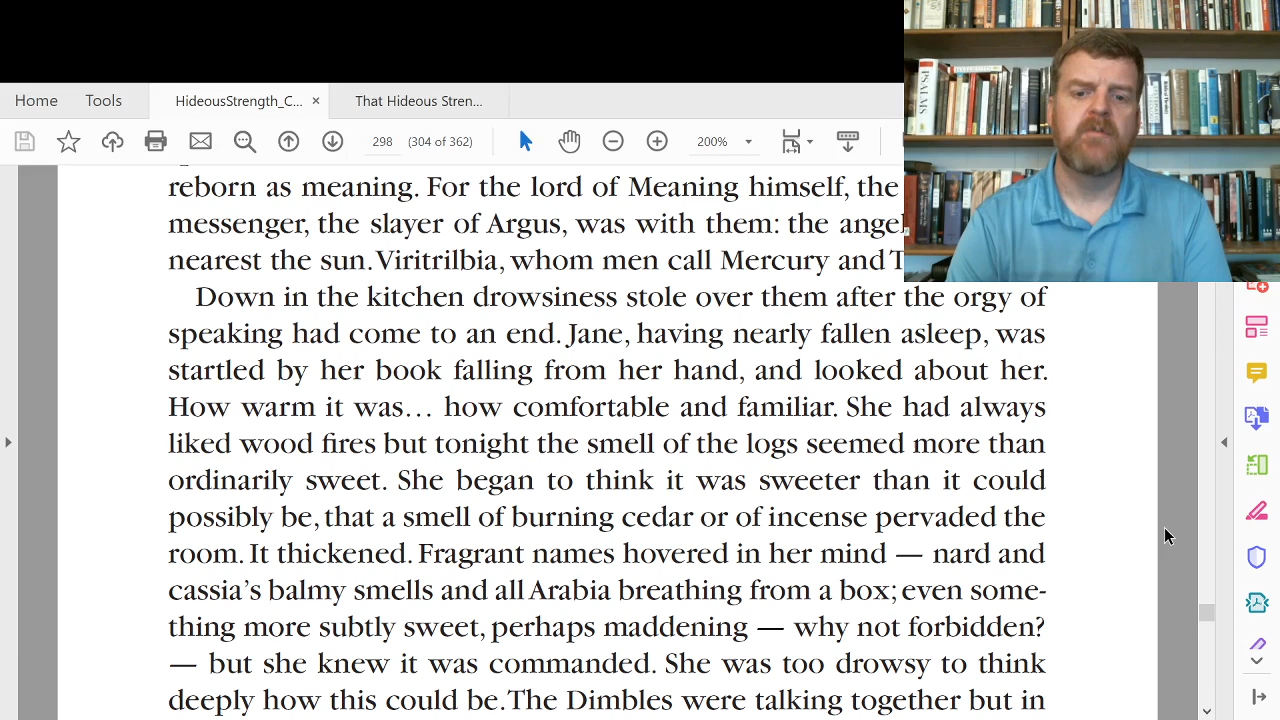 Home
Tools
HideousStrength_C...
×
That Hideous Stren...
298
(304 of 362)
200%
reborn as meaning. For the lord of Meaning himself, the
messenger, the slayer of Argus, was with them: the angel
nearest the sun. Viritrilbia, whom men call Mercury and
Down in the kitchen drowsiness stole over them after the orgy of
speaking had come to an end. Jane, having nearly fallen asleep, was
startled by her book falling from her hand, and looked about her.
How warm it was… how comfortable and familiar. She had always
liked wood fires but tonight the smell of the logs seemed more than
ordinarily sweet. She began to think it was sweeter than it could
possibly be, that a smell of burning cedar or of incense pervaded the
room. It thickened. Fragrant names hovered in her mind — nard and
cassia's balmy smells and all Arabia breathing from a box; even some-
thing more subtly sweet, perhaps maddening — why not forbidden?
— but she knew it was commanded. She was too drowsy to think
deeply how this could be. The Dimbles were talking together but in
PSALMS